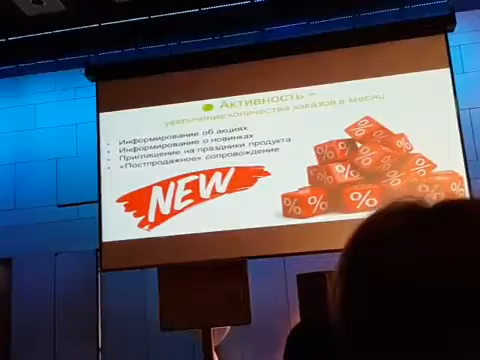 Активность –
увеличение количества заказов в месяц
Информирование об акциях
Информирование о новинках
Приглашение на праздники продукта
«Постпродажное» сопровождение
NEW
% % % % % % % % % %